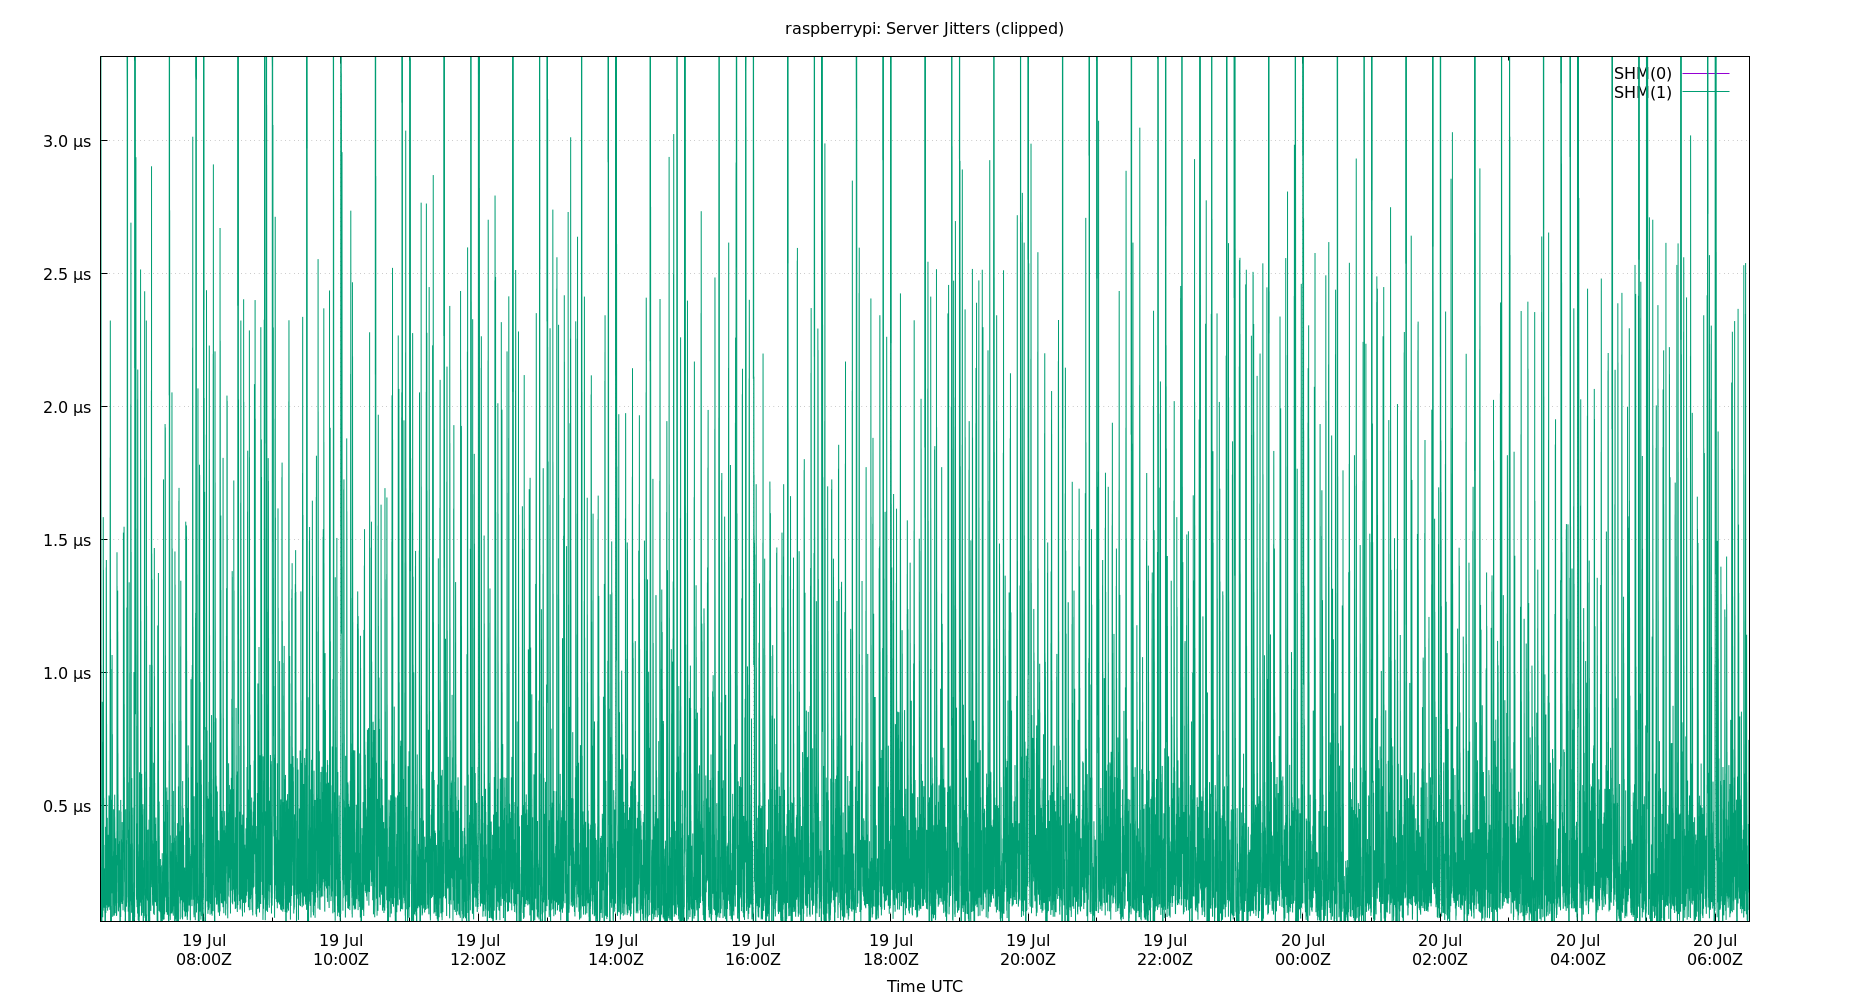 raspberrypi: Server Jitters (clipped)
SHM(0)
SHM(1)
3.0 µs
2.5 µs
2.0 µs
1.5 µs
1.0 µs
0.5 µs
19 Jul 19 Jul 19 Jul 19 Jul 19 Jul 19 Jul 19 Jul 19 Jul 20 Jul 20 Jul 20 Jul 20 Jul
08:00Z 10:00Z 12:00Z 14:00Z 16:00Z 18:00Z 20:00Z 22:00Z 00:00Z 02:00Z 04:00Z 06:00Z
Time UTC